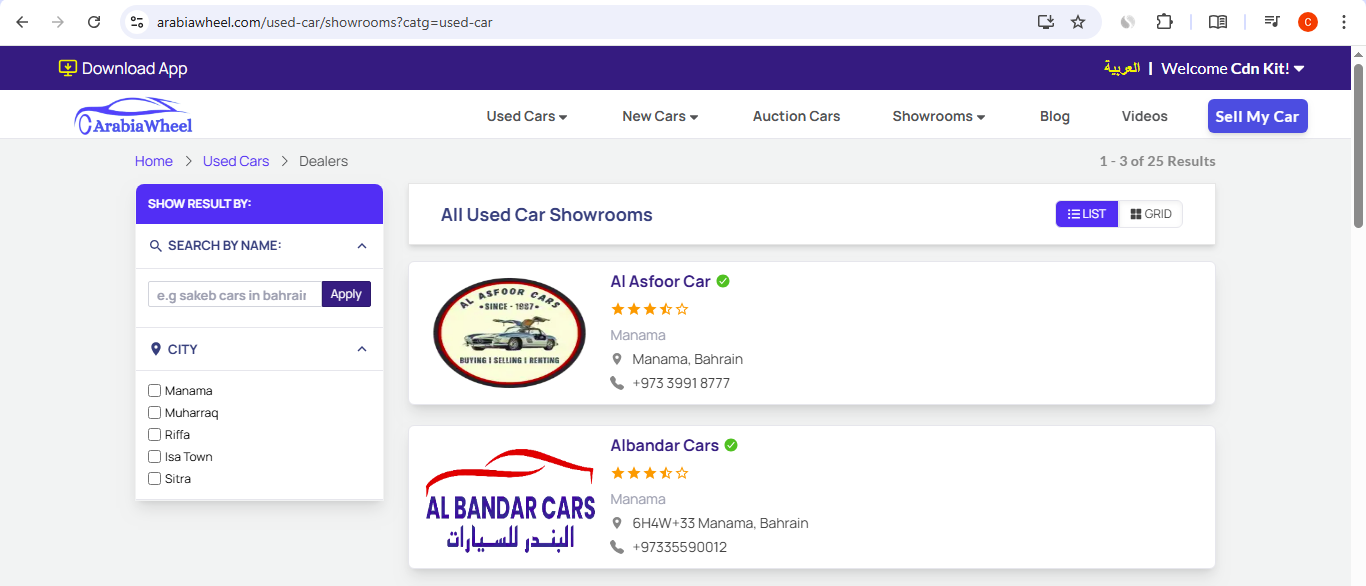 arabiawheel.com/used-car/showrooms?catg=used-car
C
Download App
العربية | Welcome Cdn Kit!
ArabiaWheel
Used Cars
New Cars
Auction Cars
Showrooms
Blog
Videos
Sell My Car
Home > Used Cars > Dealers
1 - 3 of 25 Results
SHOW RESULT BY:
SEARCH BY NAME:
e.g sakeb cars in bahrair
Apply
CITY
Manama
Muharraq
Riffa
Isa Town
Sitra
All Used Car Showrooms
LIST
GRID
AL ASFOOR CARS
•SINCE - 1987•
BUYING | SELLING | RENTING
Al Asfoor Car
Manama
Manama, Bahrain
+973 3991 8777
AL BANDAR CARS
البندر للسيارات
Albandar Cars
Manama
6H4W+33 Manama, Bahrain
+97335590012